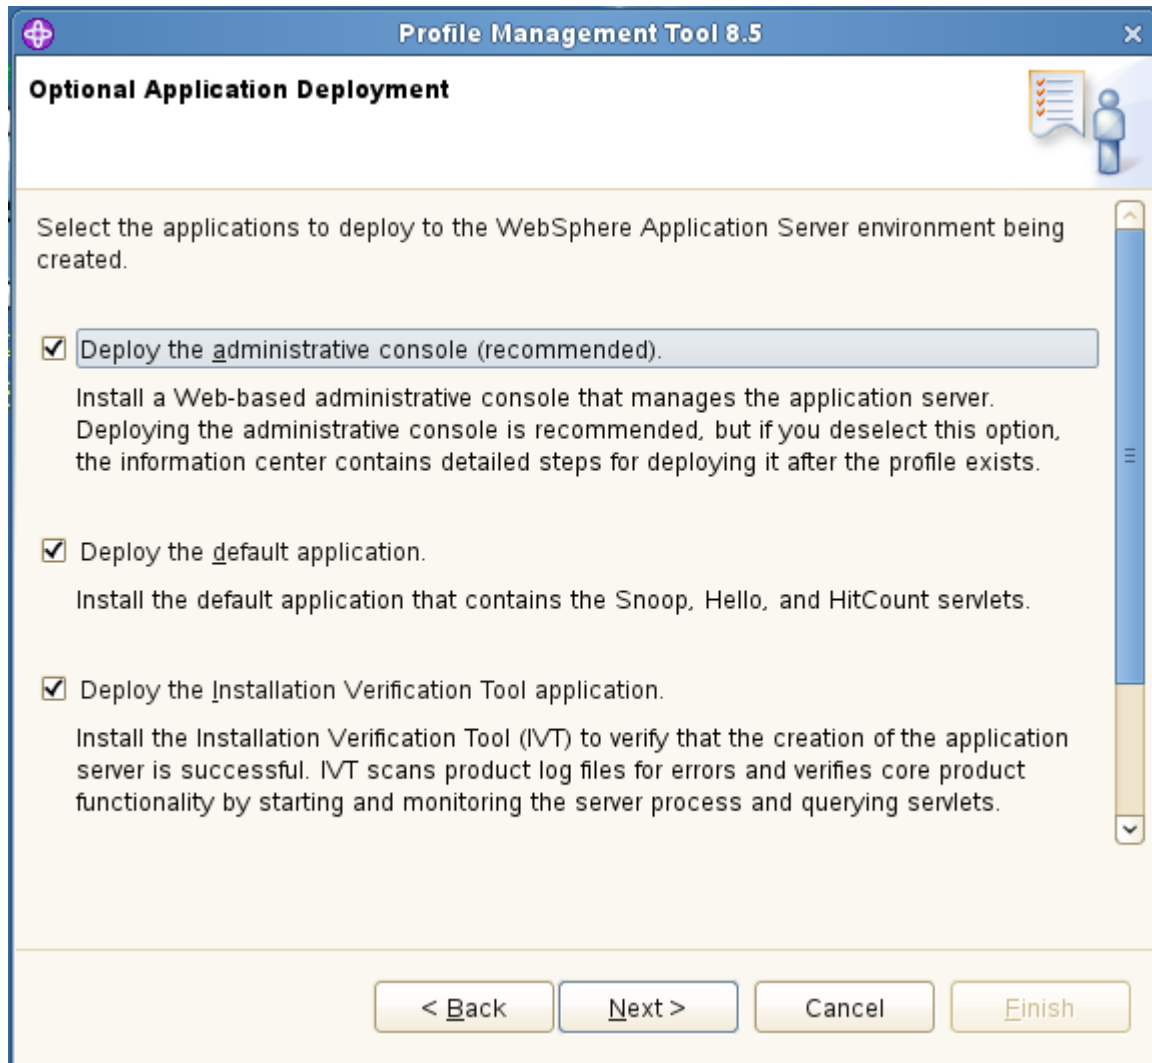 Profile Management Tool 8.5
Optional Application Deployment
Select the applications to deploy to the WebSphere Application Server environment being
created.
Deploy the administrative console (recommended).
Install a Web-based administrative console that manages the application server.
Deploying the administrative console is recommended, but if you deselect this option,
the information center contains detailed steps for deploying it after the profile exists.
Deploy the default application.
Install the default application that contains the Snoop, Hello, and HitCount servlets.
Deploy the Installation Verification Tool application.
Install the Installation Verification Tool (IVT) to verify that the creation of the application
server is successful. IVT scans product log files for errors and verifies core product
functionality by starting and monitoring the server process and querying servlets.
< Back Next > Cancel Finish